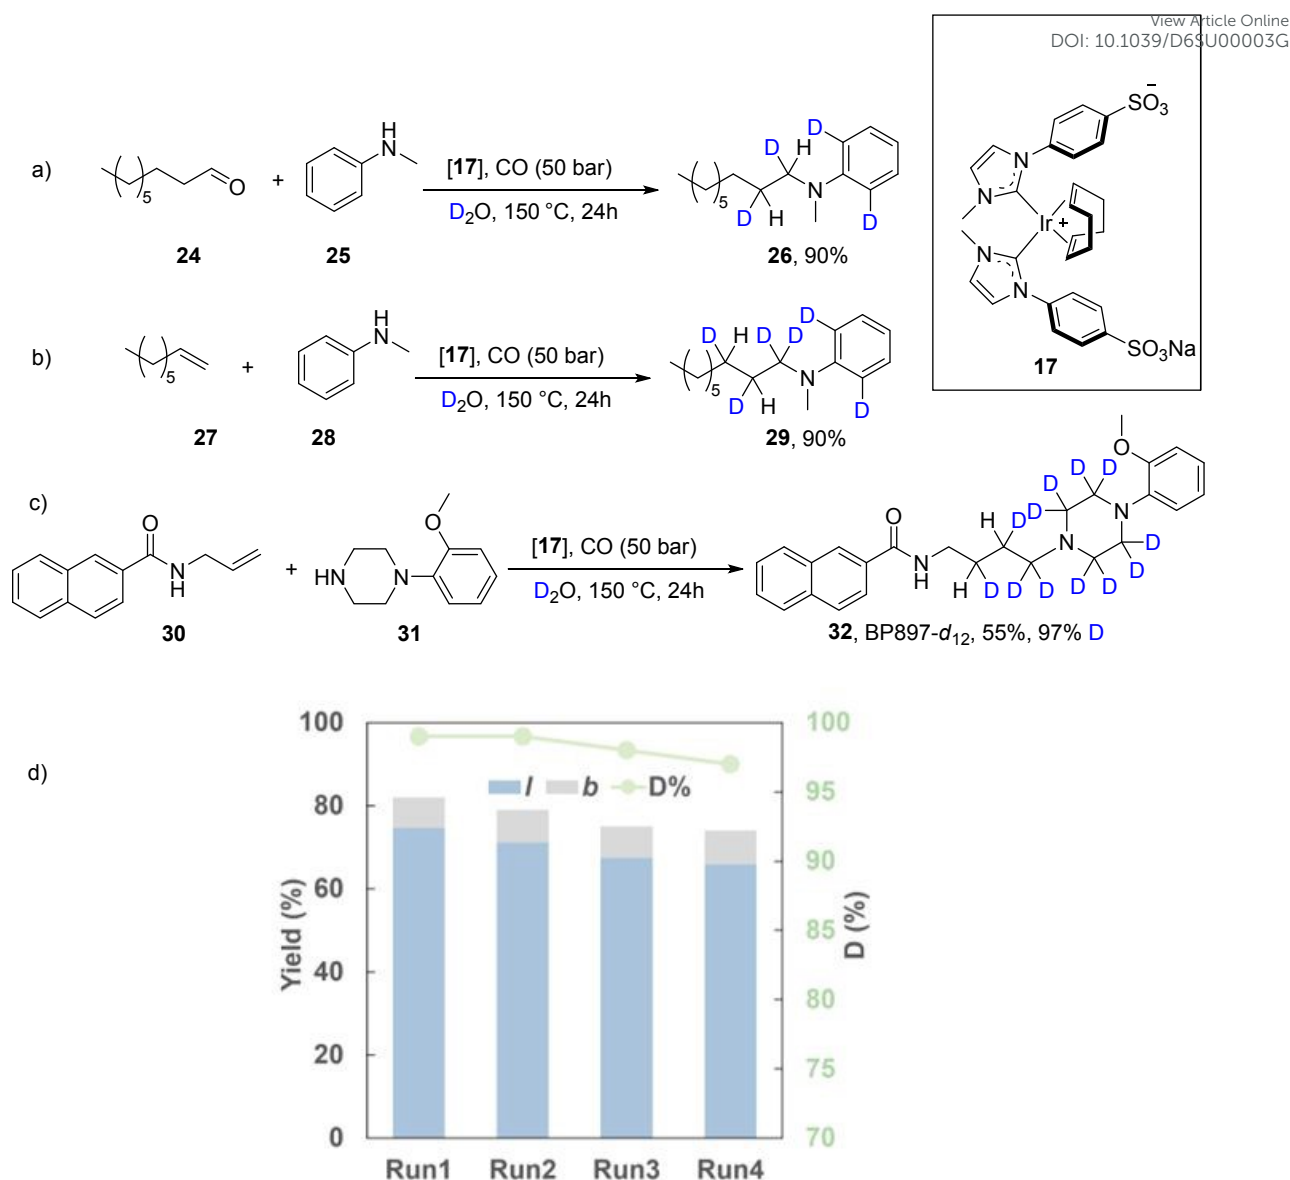 View Article Online
DOI: 10.1039/D6SU00003G
a)
( )5
O
24
+
H
N
25
[17], CO (50 bar)
D2O, 150 °C, 24h
D
D
H
( )5
N
D
H
D
26, 90%
SO3−
N
N
Ir +
N
N
SO3Na
17
b)
( )5
27
+
H
N
28
[17], CO (50 bar)
D2O, 150 °C, 24h
D
D
H
D
D
( )5
N
D
H
D
29, 90%
c)
O
N
H
30
+
O
HN
N
31
[17], CO (50 bar)
D2O, 150 °C, 24h
O
D
D
D
D
N
O
H
D
N
D
N
H
H
D
D
D
D
D
D
32, BP897-d12, 55%, 97% D
d)
100
80
60
40
20
0
Yield (%)
l
b
D%
100
95
90
85
80
75
70
D (%)
Run1
Run2
Run3
Run4